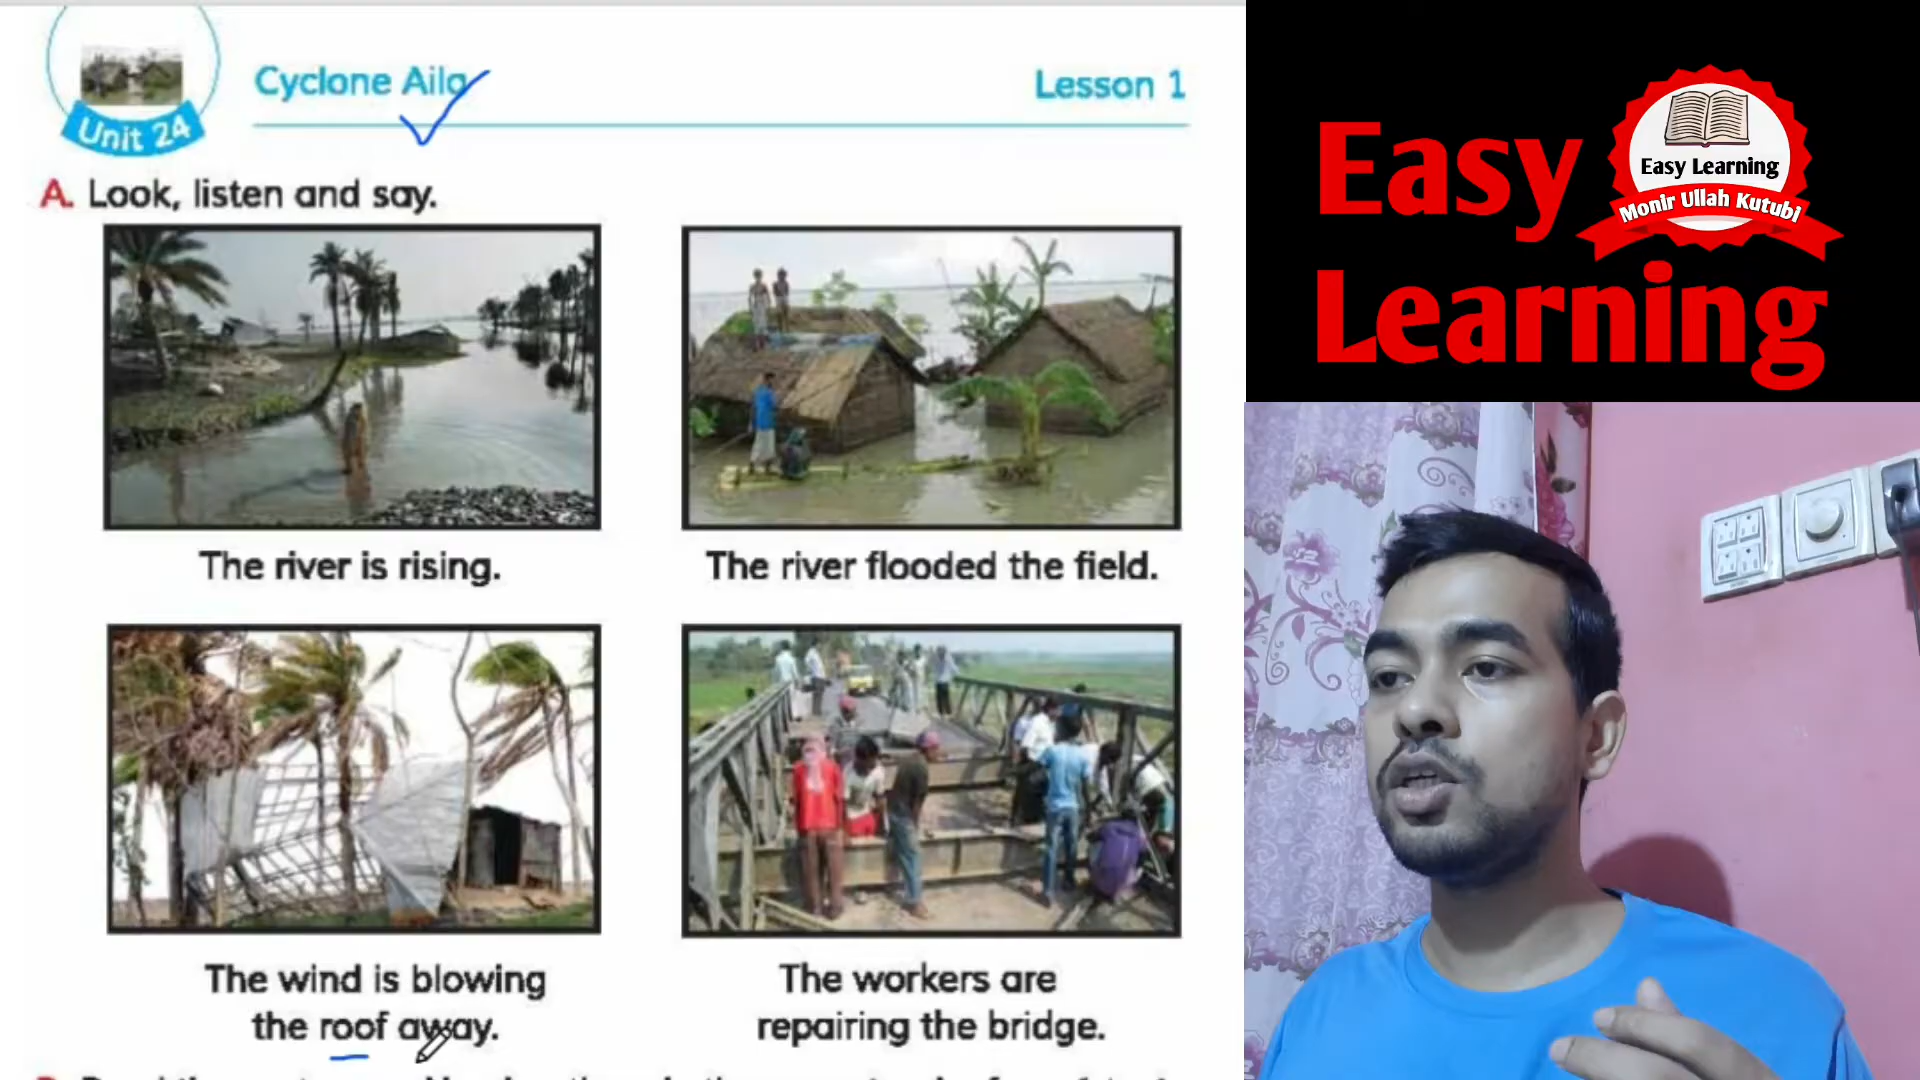 Unit 24
Cyclone Aila
Lesson 1
A. Look, listen and say.
The river is rising.
The river flooded the field.
The wind is blowing
the roof away.
The workers are
repairing the bridge.
Easy
Learning
Easy Learning
Monir Ullah Kutubi